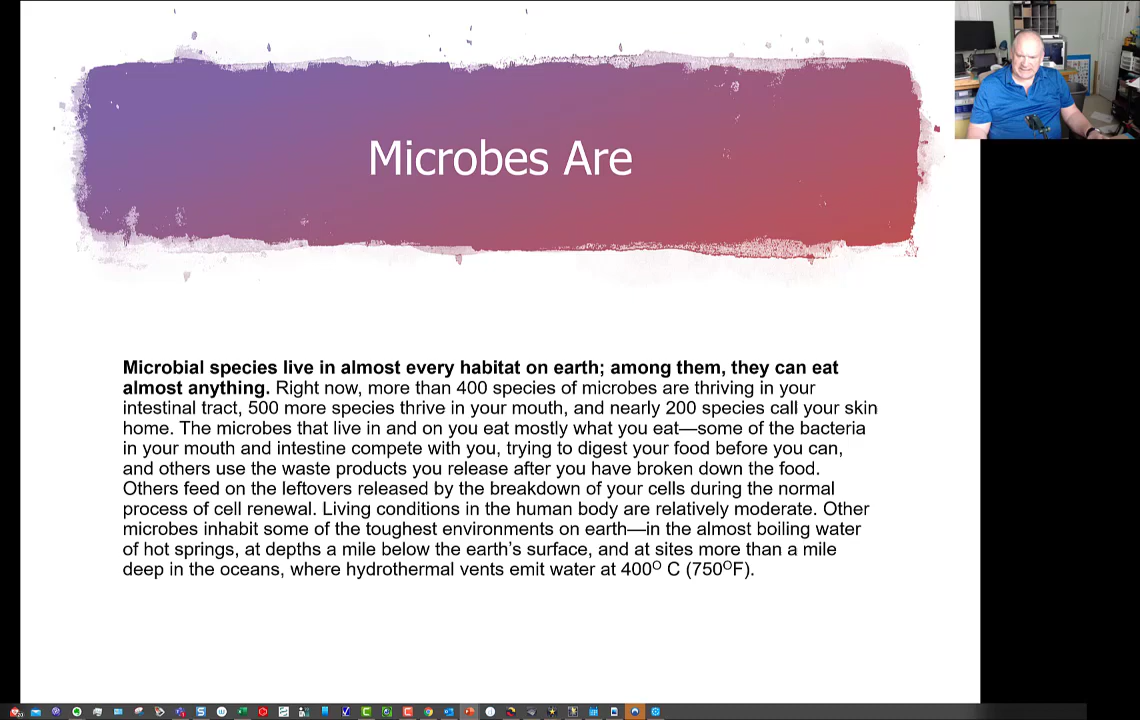 Microbes Are
Microbial species live in almost every habitat on earth; among them, they can eat
almost anything. Right now, more than 400 species of microbes are thriving in your
intestinal tract, 500 more species thrive in your mouth, and nearly 200 species call your skin
home. The microbes that live in and on you eat mostly what you eat—some of the bacteria
in your mouth and intestine compete with you, trying to digest your food before you can,
and others use the waste products you release after you have broken down the food.
Others feed on the leftovers released by the breakdown of your cells during the normal
process of cell renewal. Living conditions in the human body are relatively moderate. Other
microbes inhabit some of the toughest environments on earth—in the almost boiling water
of hot springs, at depths a mile below the earth’s surface, and at sites more than a mile
deep in the oceans, where hydrothermal vents emit water at 400⁰ C (750⁰F).